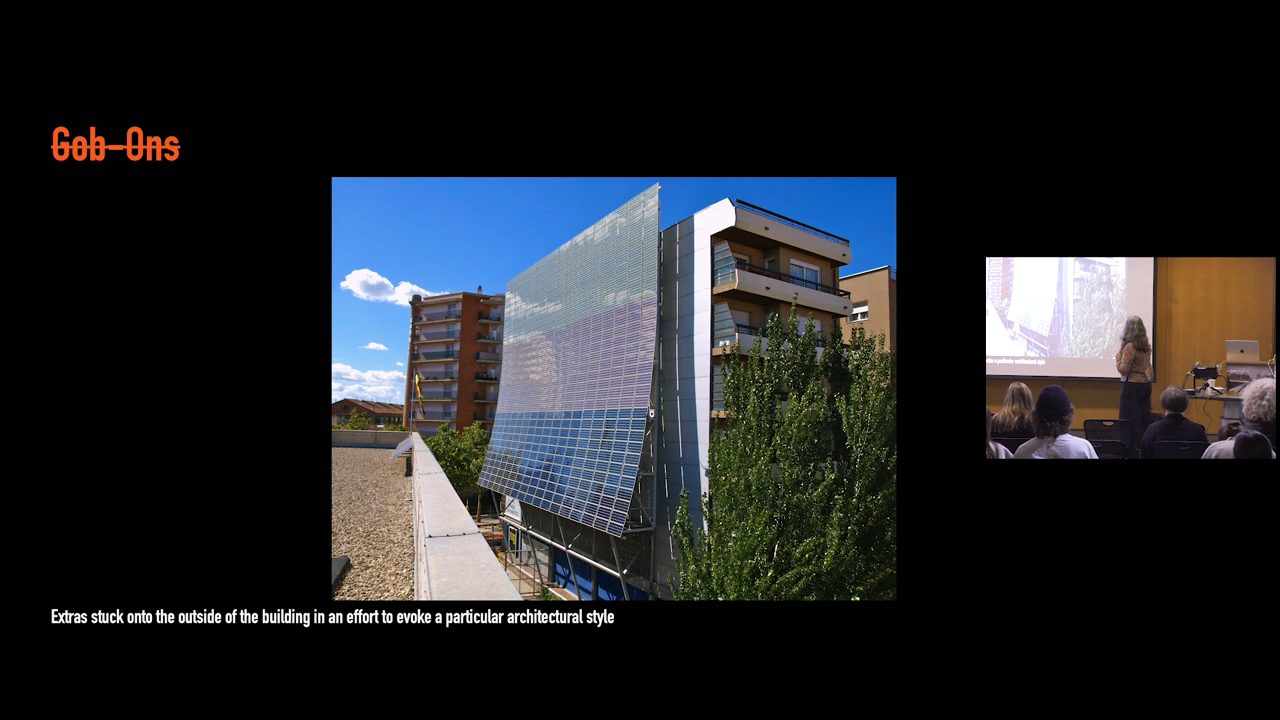 Gob-Ons
Extras stuck onto the outside of the building in an effort to evoke a particular architectural style